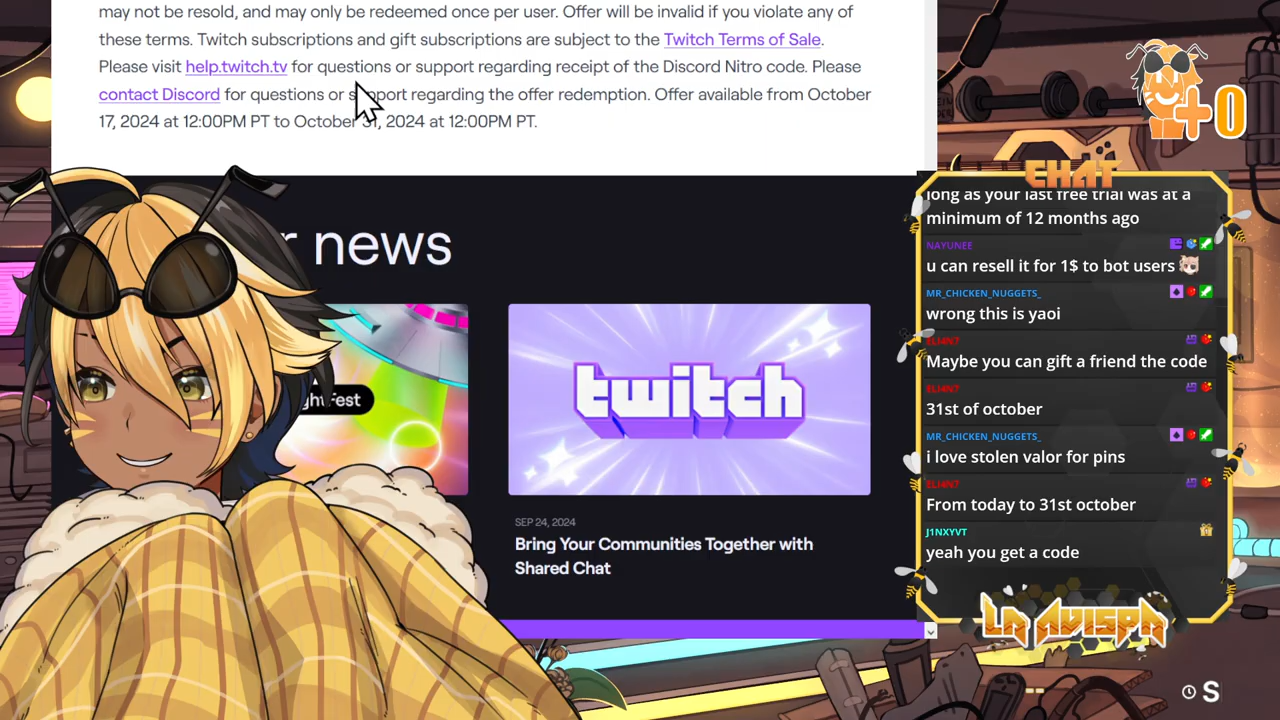 may not be resold, and may only be redeemed once per user. Offer will be invalid if you violate any of
these terms. Twitch subscriptions and gift subscriptions are subject to the Twitch Terms of Sale.
Please visit help.twitch.tv for questions or support regarding receipt of the Discord Nitro code. Please
contact Discord for questions or support regarding the offer redemption. Offer available from October
17, 2024 at 12:00PM PT to October 31, 2024 at 12:00PM PT.
news
twitch
SEP 24, 2024
Bring Your Communities Together with
Shared Chat
+0
CHAT
long as your last free trial was at a
minimum of 12 months ago
NAYUNEE
u can resell it for 1$ to bot users
MR_CHICKEN_NUGGETS_
wrong this is yaoi
ELI4N7
Maybe you can gift a friend the code
ELI4N7
31st of october
MR_CHICKEN_NUGGETS_
i love stolen valor for pins
ELI4N7
From today to 31st october
J1NXYVT
yeah you get a code
LA AVISPA
S